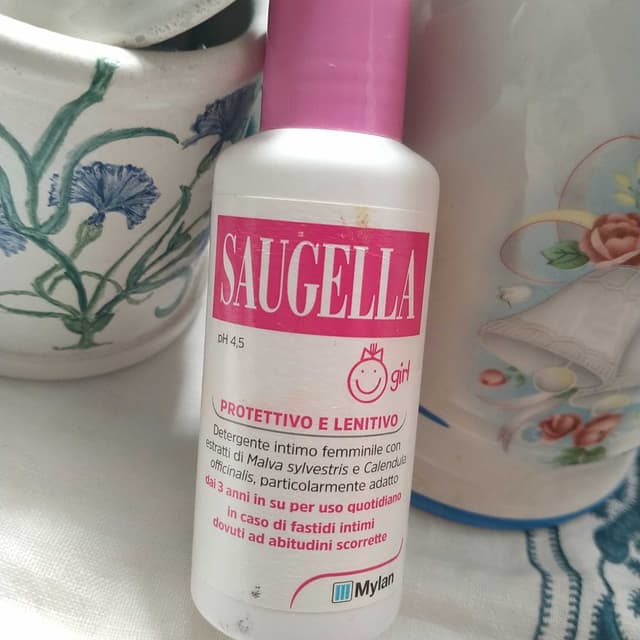 SAUGELLA
pH 4,5
girl
PROTETTIVO E LENITIVO
Detergente intimo femminile con
estratti di Malva sylvestris e Calendula
officinalis, particolarmente adatto
dai 3 anni in su per uso quotidiano
in caso di fastidi intimi
dovuti ad abitudini scorrette
Mylan